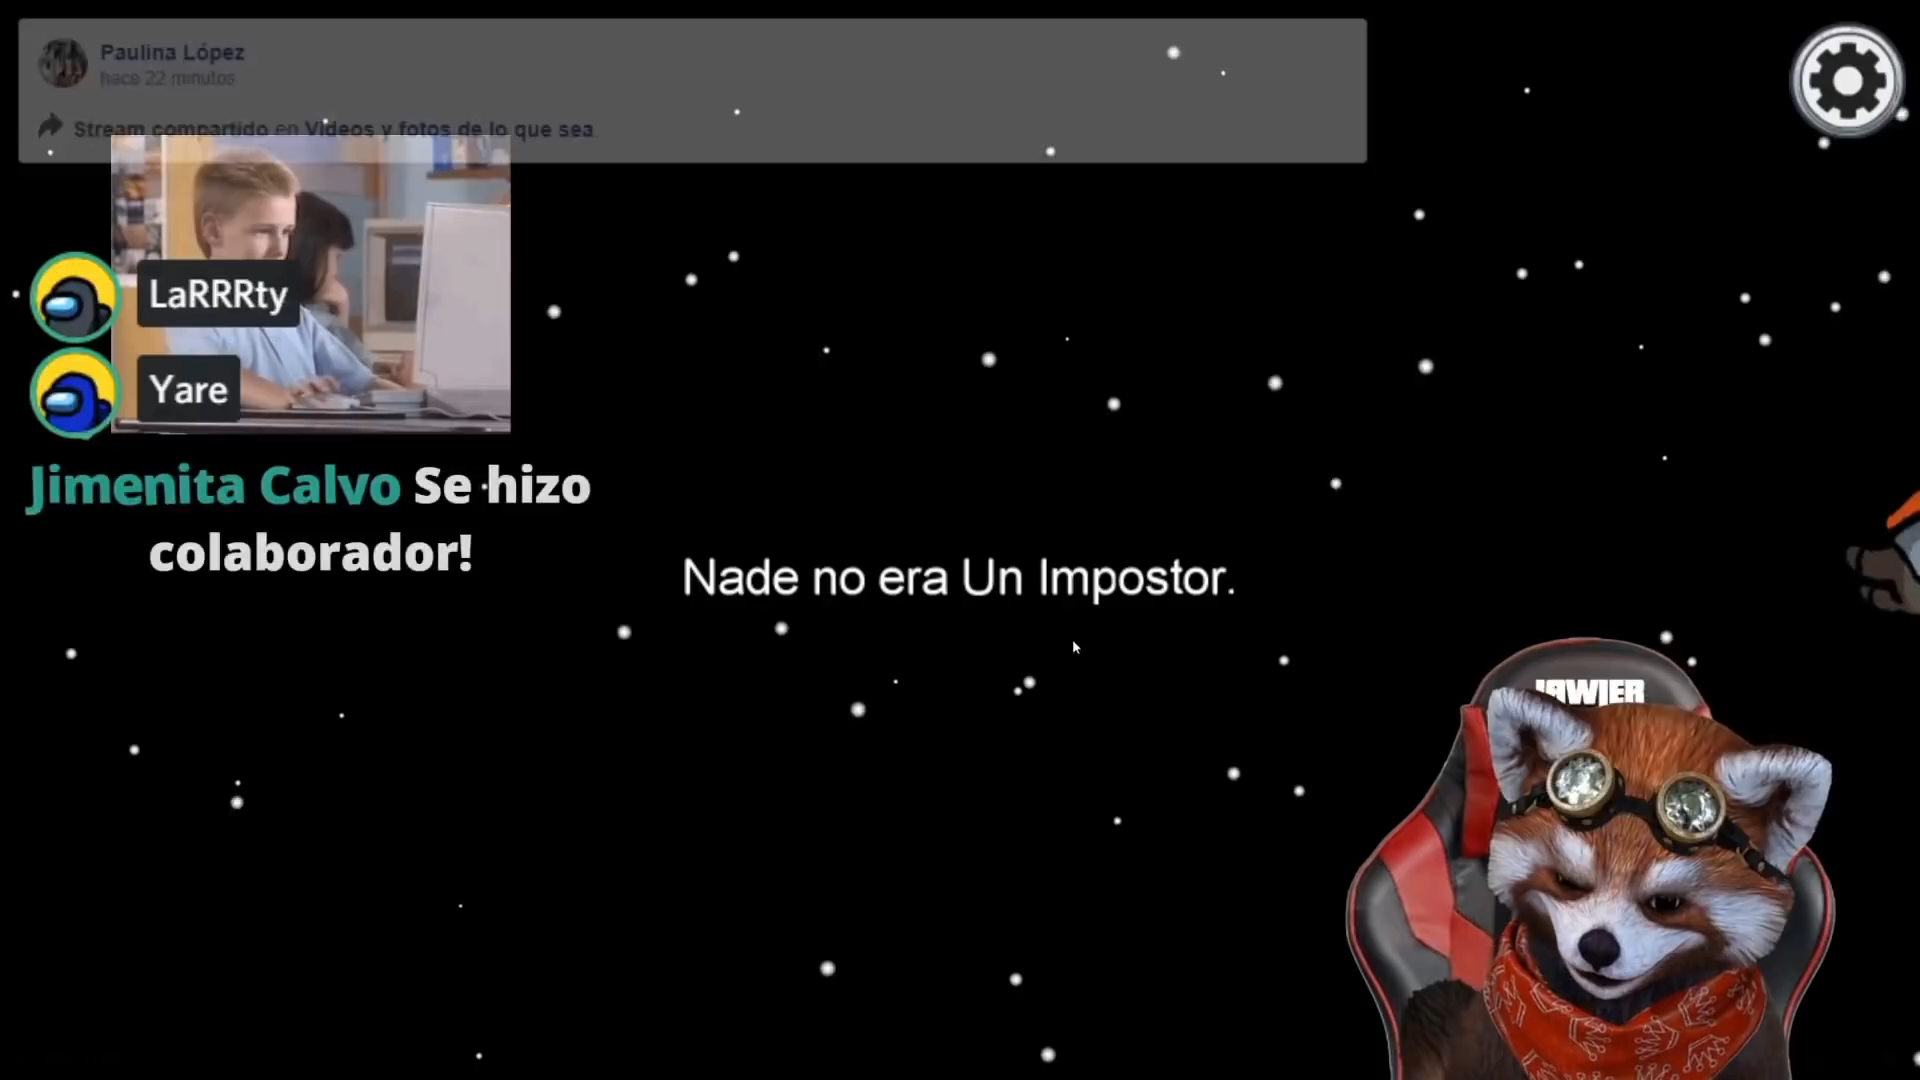 Paulina López
hace 22 minutos
Stream compartido en Videos y fotos de lo que sea
LaRRRty
Yare
Jimenita Calvo Se hizo
colaborador!
Nade no era Un Impostor.